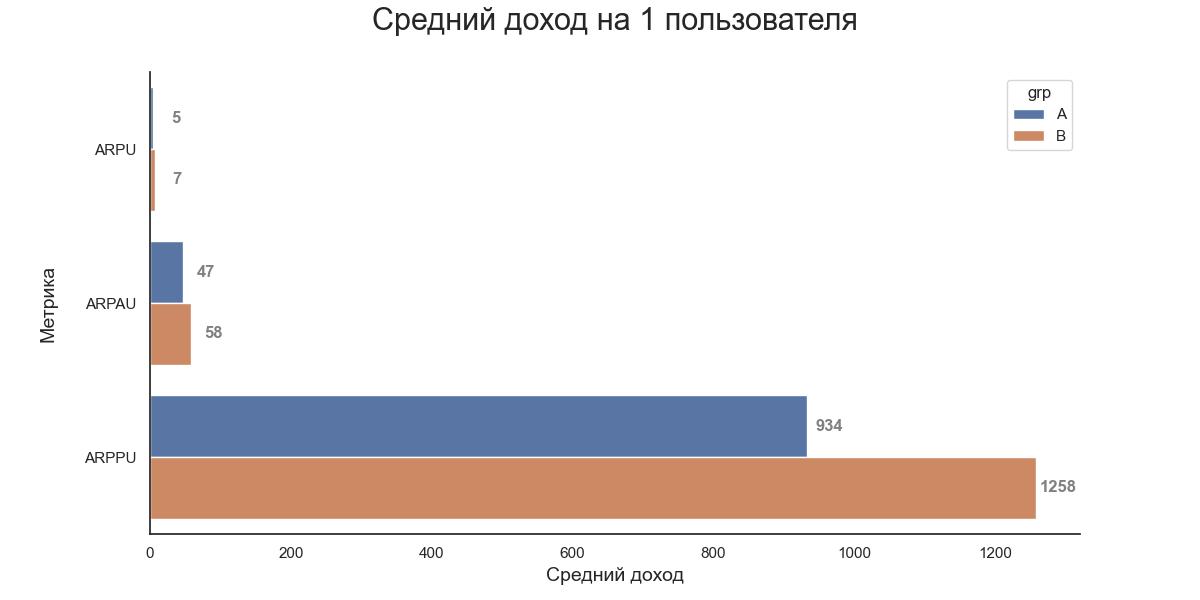 Средний доход на 1 пользователя
grp
A
B
5
ARPU
7
47
ARPAU
58
934
ARPPU
1258
Метрика
0 200 400 600 800 1000 1200
Средний доход